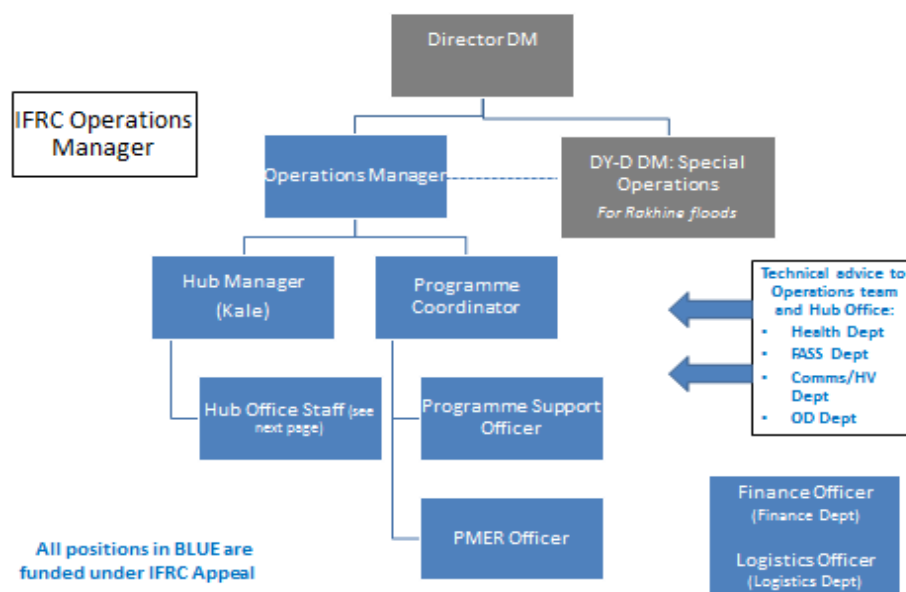 Director DM
IFRC Operations
Manager
Operations Manager
DY-D DM: Special
Operations
For Rakhine floods
Hub Manager
(Kale)
Programme
Coordinator
Technical advice to
Operations team
and Hub Office:
• Health Dept
• FASS Dept
• Comms/HV
Dept
• OD Dept
Hub Office Staff (see
next page)
Programme Support
Officer
PMER Officer
Finance Officer
(Finance Dept)
Logistics Officer
(Logistics Dept)
All positions in BLUE are
funded under IFRC Appeal